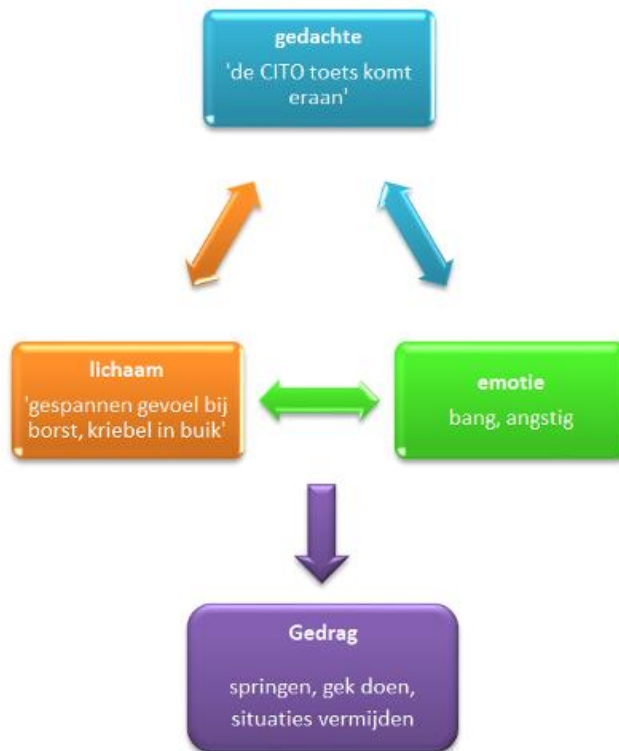 gedachte
'de CITO toets komt
eraan'
lichaam
'gespannen gevoel bij
borst, kriebel in buik'
emotie
bang, angstig
Gedrag
springen, gek doen,
situaties vermijden